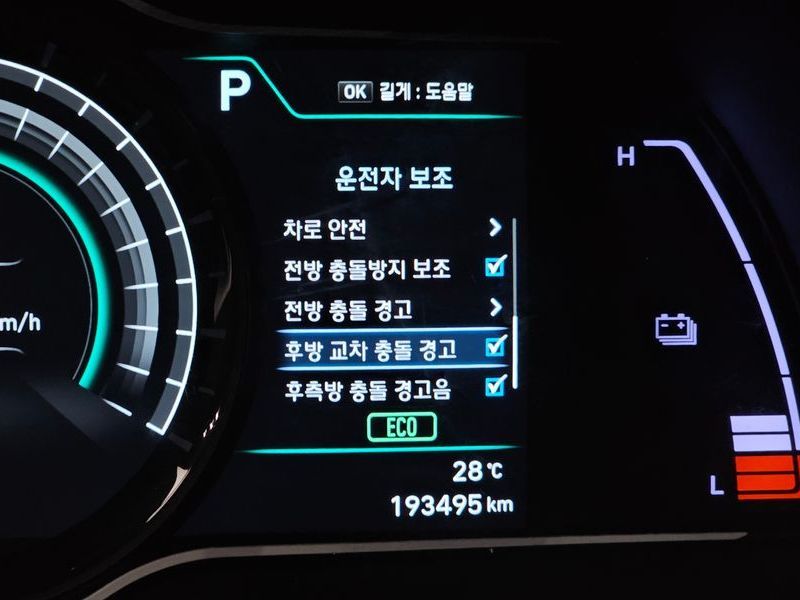 P
OK 길게 : 도움말
운전자 보조
차로 안전
전방 충돌방지 보조
전방 충돌 경고
후방 교차 충돌 경고
후측방 충돌 경고음
ECO
28℃
193495 km
m/h
H
L